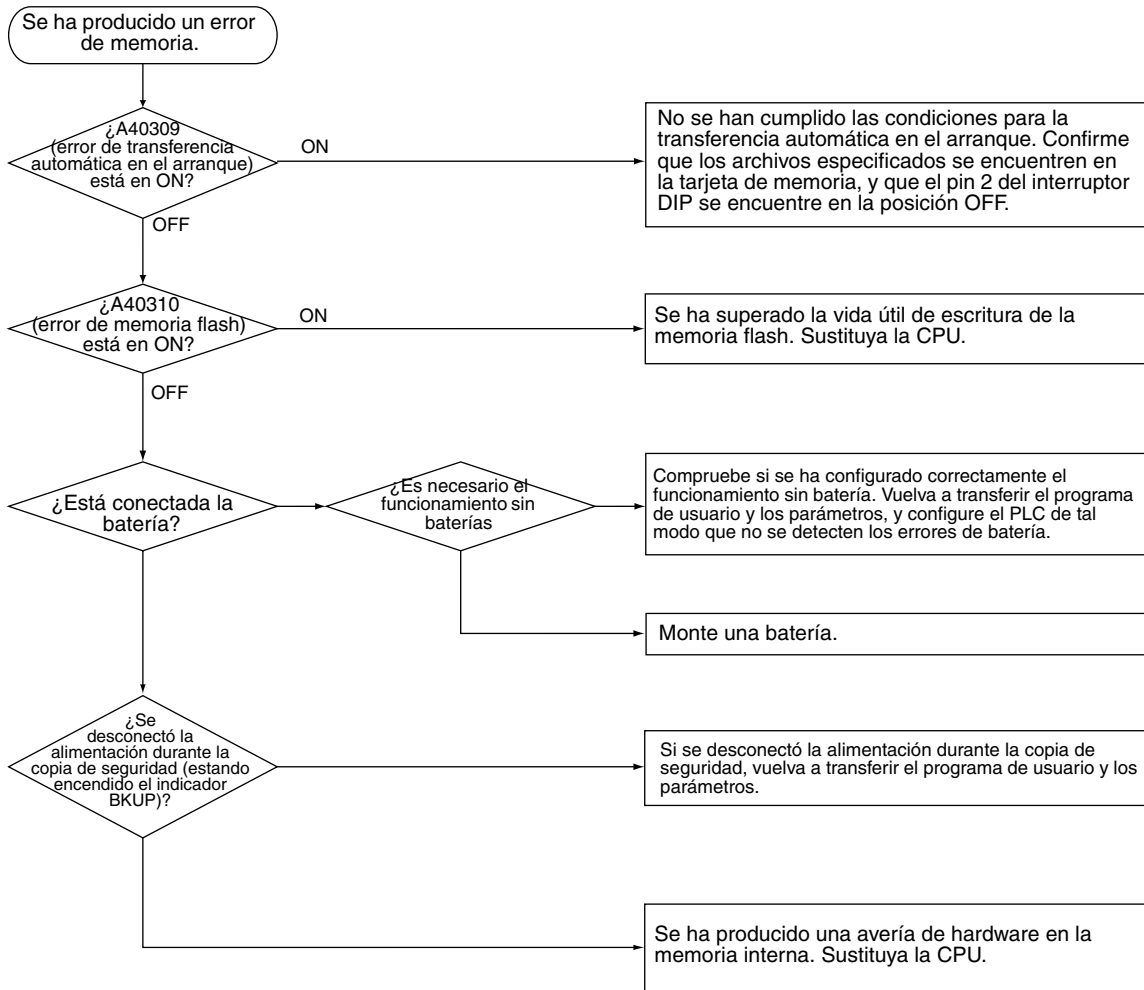 Se ha producido un error
de memoria.
¿A40309
(error de transferencia
automática en el arranque)
está en ON?
ON
No se han cumplido las condiciones para la
transferencia automática en el arranque. Confirme
que los archivos especificados se encuentren en
la tarjeta de memoria, y que el pin 2 del interruptor
DIP se encuentre en la posición OFF.
OFF
¿A40310
(error de memoria flash)
está en ON?
ON
Se ha superado la vida útil de escritura de la
memoria flash. Sustituya la CPU.
OFF
¿Está conectada la
batería?
¿Es necesario el
funcionamiento sin
baterías
Compruebe si se ha configurado correctamente el
funcionamiento sin batería. Vuelva a transferir el programa
de usuario y los parámetros, y configure el PLC de tal
modo que no se detecten los errores de batería.
Monte una batería.
¿Se
desconectó la
alimentación durante la
copia de seguridad (estando
encendido el indicador
BKUP)?
Si se desconectó la alimentación durante la copia de
seguridad, vuelva a transferir el programa de usuario y los
parámetros.
Se ha producido una avería de hardware en la
memoria interna. Sustituya la CPU.